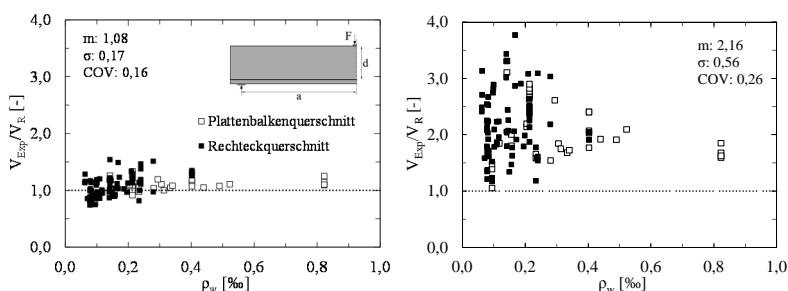 4,0
3,0
2,0
1,0
0,0
V_Exp/V_R [-]
m: 1,08
σ: 0,17
COV: 0,16
F
d
a
Plattenbalkenquerschnitt
Rechteckquerschnitt
0,0 0,2 0,4 0,6 0,8 1,0
ρ_w [‰]
4,0
3,0
2,0
1,0
0,0
V_Exp/V_R [-]
m: 2,16
σ: 0,56
COV: 0,26
0,0 0,2 0,4 0,6 0,8 1,0
ρ_w [‰]